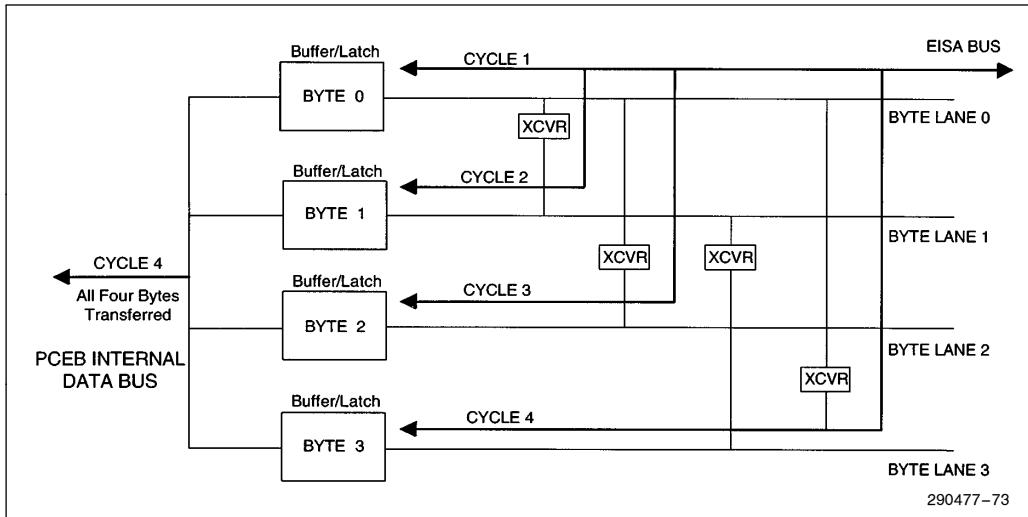 EISA BUS
Buffer/Latch
CYCLE 1
BYTE 0
BYTE LANE 0
XCVR
Buffer/Latch
CYCLE 2
BYTE 1
BYTE LANE 1
XCVR
XCVR
CYCLE 4
All Four Bytes
Transferred
Buffer/Latch
CYCLE 3
BYTE 2
BYTE LANE 2
PCEB INTERNAL
DATA BUS
XCVR
Buffer/Latch
CYCLE 4
BYTE 3
BYTE LANE 3
290477–73